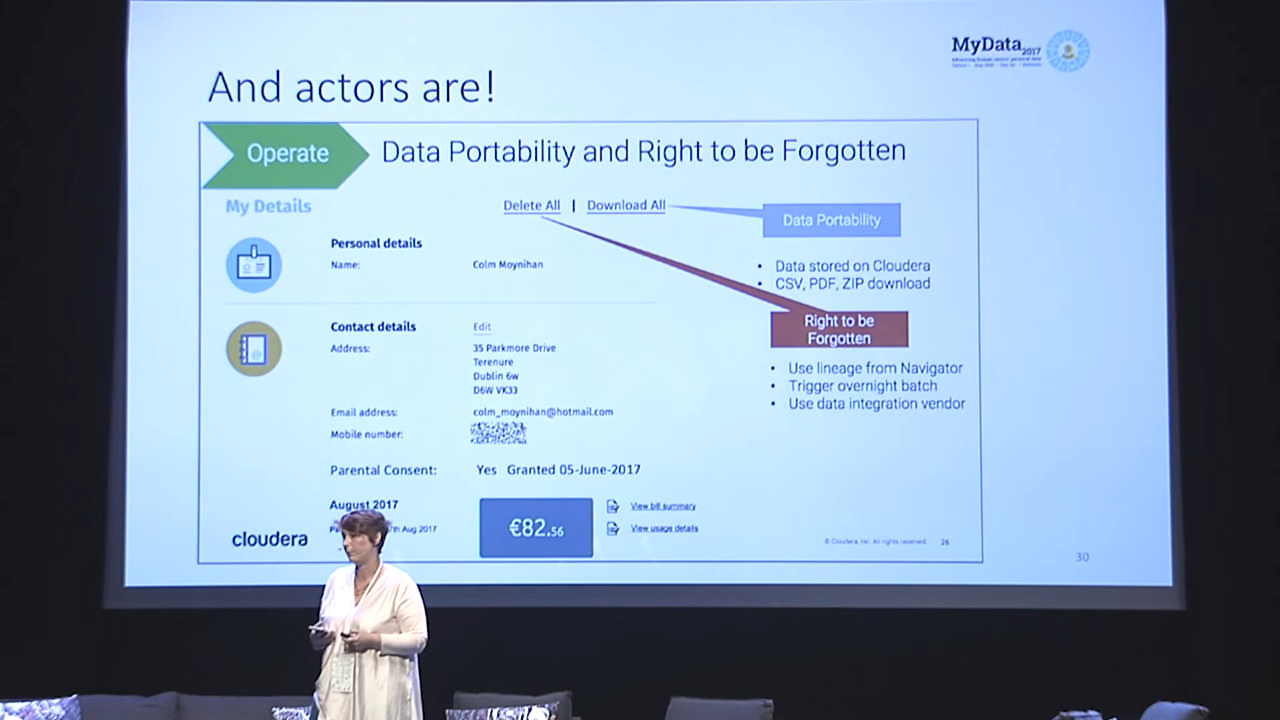 MyData 2017
And actors are!
Operate
Data Portability and Right to be Forgotten
My Details
Delete All | Download All
Data Portability
Personal details
Name: Colm Moynihan
• Data stored on Cloudera
• CSV, PDF, ZIP download
Right to be
Forgotten
Contact details Edit
Address: 35 Parkmore Drive
Terenure
Dublin 6w
D6W VK33
• Use lineage from Navigator
• Trigger overnight batch
• Use data integration vendor
Email address: colm_moynihan@hotmail.com
Mobile number:
Parental Consent: Yes Granted 05-June-2017
August 2017
Aug 2017
€82.56
View bill summary
View usage details
cloudera
© Cloudera, Inc. All rights reserved. 26
30